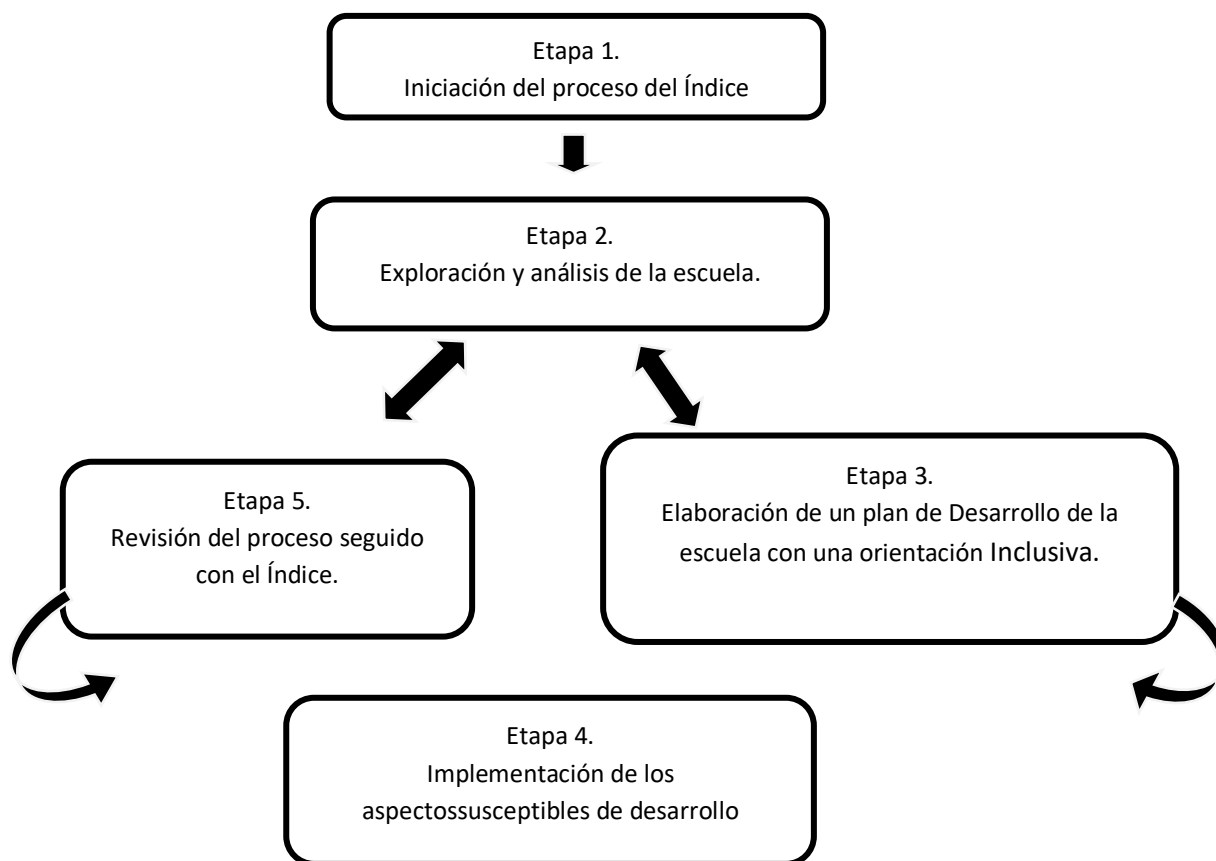 Etapa 1.
Iniciación del proceso del Índice
Etapa 2.
Exploración y análisis de la escuela.
Etapa 5.
Revisión del proceso seguido
con el Índice.
Etapa 3.
Elaboración de un plan de Desarrollo de la
escuela con una orientación Inclusiva.
Etapa 4.
Implementación de los
aspectossusceptibles de desarrollo